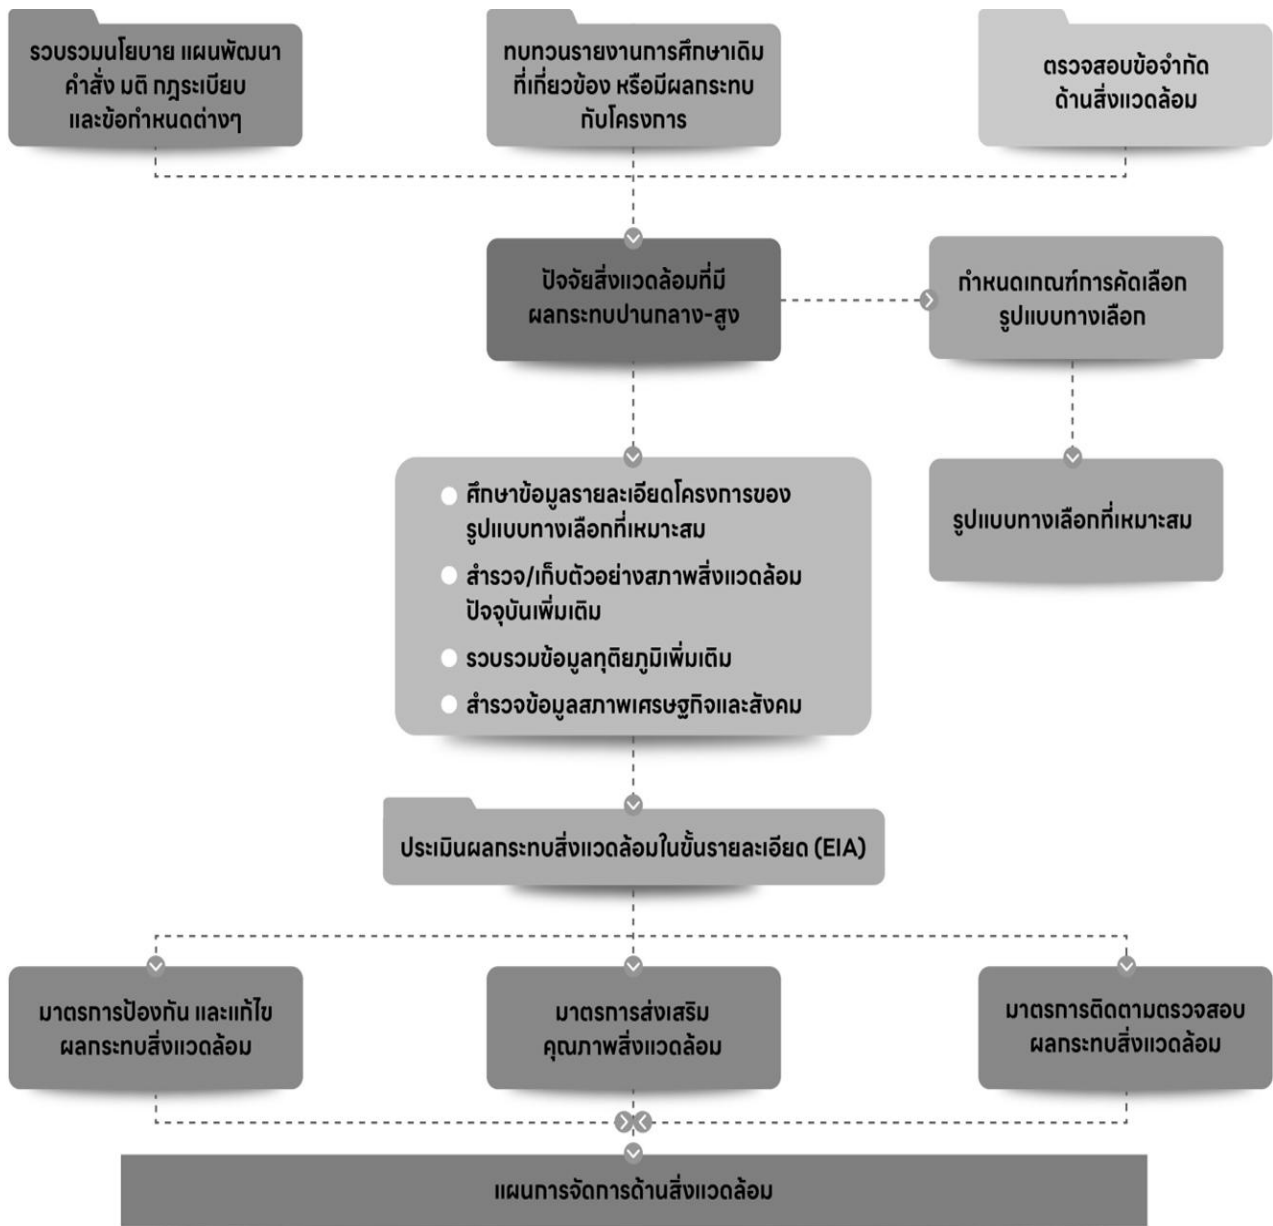 รวบรวมนโยบาย แผนพัฒนา
คำสั่ง มติ กฎระเบียบ
และข้อกำหนดต่างๆ
ทบทวนรายงานการศึกษาเดิม
ที่เกี่ยวข้อง หรือมีผลกระทบ
กับโครงการ
ตรวจสอบข้อจำกัด
ด้านสิ่งแวดล้อม
ปัจจัยสิ่งแวดล้อมที่มี
ผลกระทบปานกลาง-สูง
กำหนดเกณฑ์การคัดเลือก
รูปแบบทางเลือก
รูปแบบทางเลือกที่เหมาะสม
ศึกษาข้อมูลรายละเอียดโครงการของ
รูปแบบทางเลือกที่เหมาะสม
สำรวจ/เก็บตัวอย่างสภาพสิ่งแวดล้อม
ปัจจุบันเพิ่มเติม
รวบรวมข้อมูลทุติยภูมิเพิ่มเติม
สำรวจข้อมูลสภาพเศรษฐกิจและสังคม
ประเมินผลกระทบสิ่งแวดล้อมในขั้นรายละเอียด (EIA)
มาตรการป้องกัน และแก้ไข
ผลกระทบสิ่งแวดล้อม
มาตรการส่งเสริม
คุณภาพสิ่งแวดล้อม
มาตรการติดตามตรวจสอบ
ผลกระทบสิ่งแวดล้อม
แผนการจัดการด้านสิ่งแวดล้อม